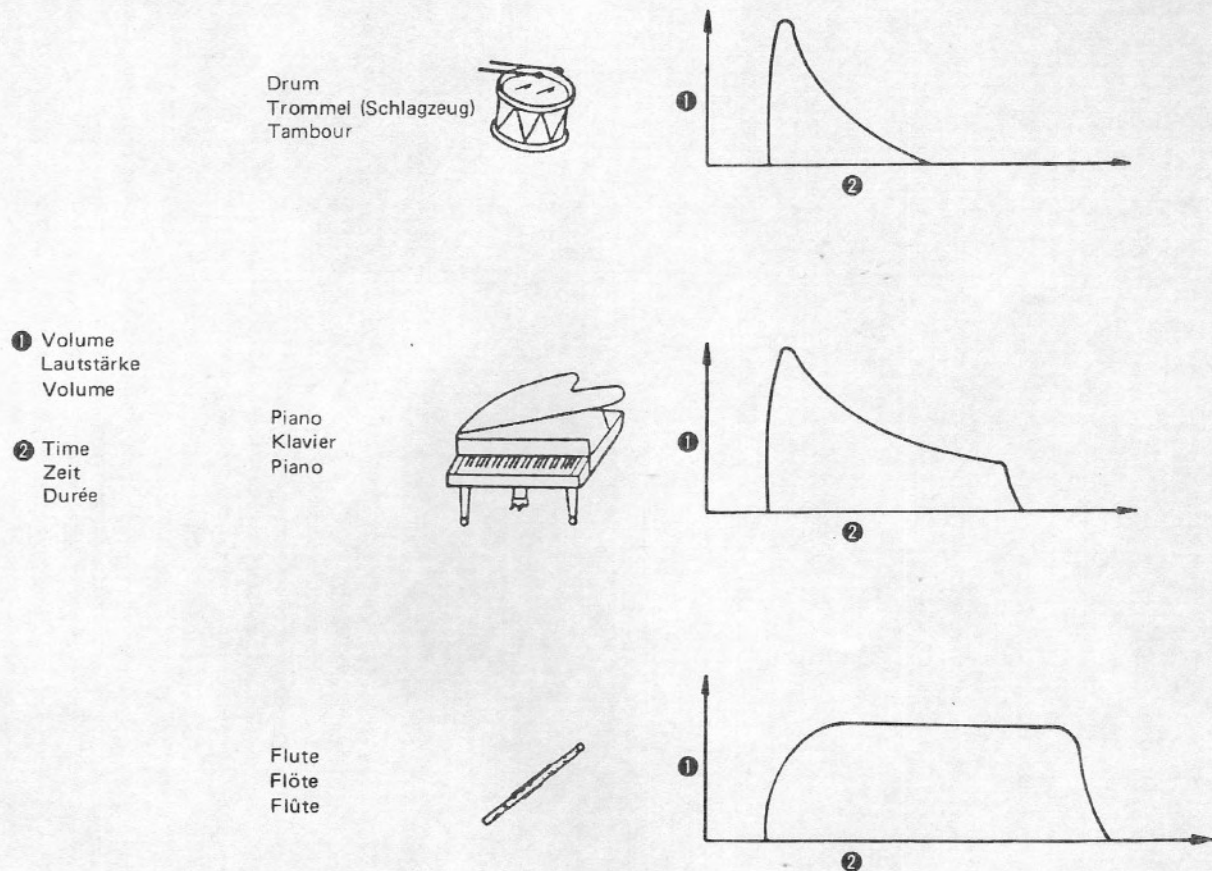 Drum
Trommel (Schlagzeug)
Tambour
❶
❷
❶ Volume
Lautstärke
Volume
❷ Time
Zeit
Durée
Piano
Klavier
Piano
❶
❷
Flute
Flöte
Flûte
❶
❷